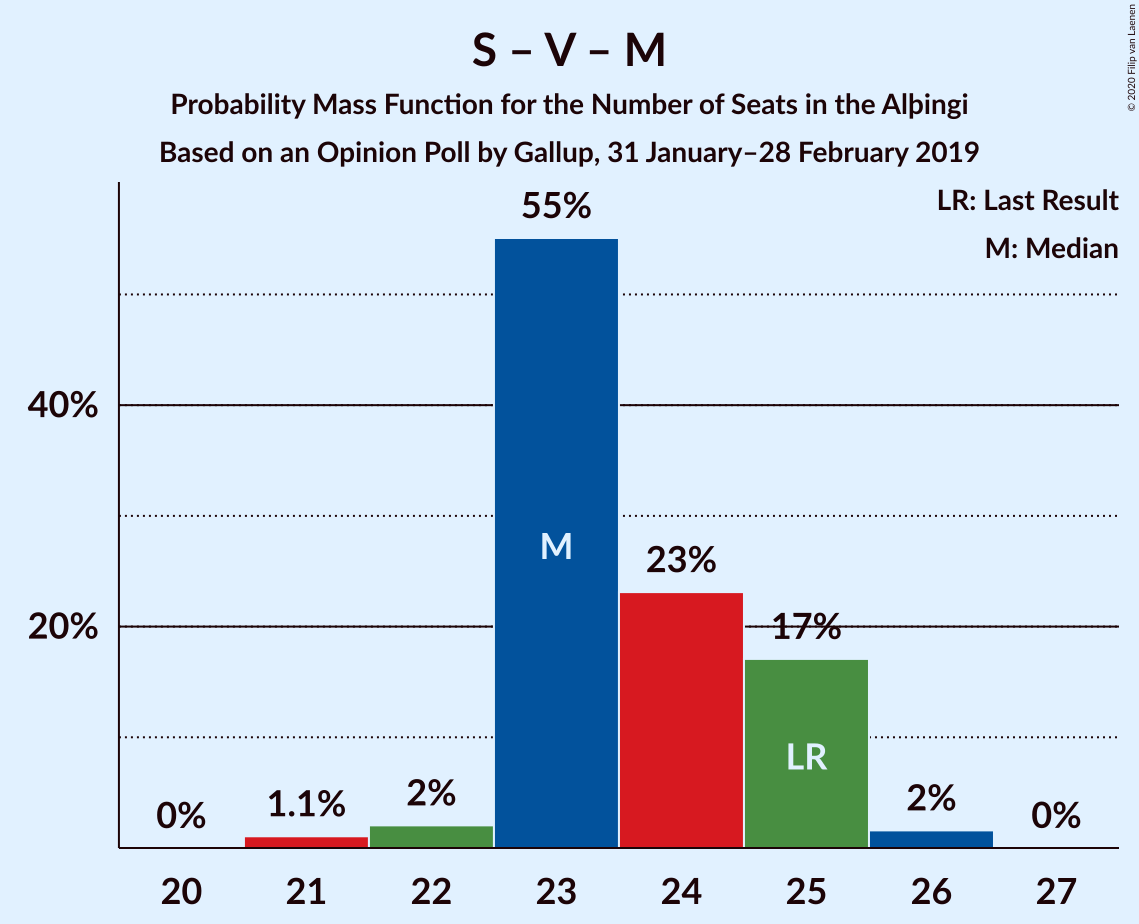 S – V – M
Probability Mass Function for the Number of Seats in the Alþingi
Based on an Opinion Poll by Gallup, 31 January–28 February 2019
© 2020 Filip van Laenen
LR: Last Result
M: Median
55%
40%
M
23%
20%
17%
LR
0%
1.1%
2%
2%
0%
20
21
22
23
24
25
26
27